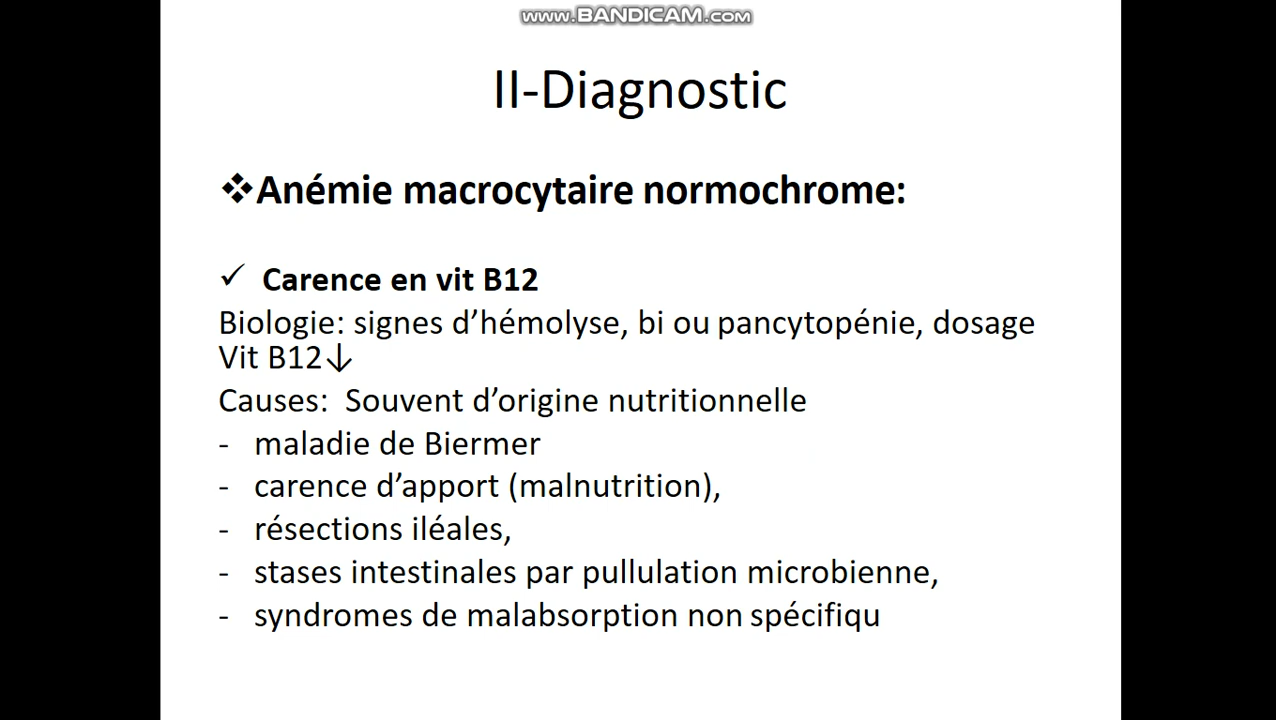 www.BANDICAM.com
II-Diagnostic
❖Anémie macrocytaire normochrome:
✓ Carence en vit B12
Biologie: signes d’hémolyse, bi ou pancytopénie, dosage
Vit B12↓
Causes: Souvent d’origine nutritionnelle
- maladie de Biermer
- carence d’apport (malnutrition),
- résections iléales,
- stases intestinales par pullulation microbienne,
- syndromes de malabsorption non spécifiqu